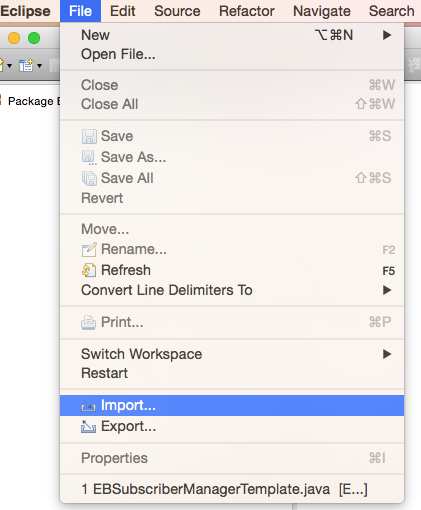 Eclipse File Edit Source Refactor Navigate Search
New ⌥⌘N ▶
Open File...
Package E
Close ⌘W
Close All ⇧⌘W
Save ⌘S
Save As...
Save All ⇧⌘S
Revert
Move...
Rename... F2
Refresh F5
Convert Line Delimiters To ▶
Print... ⌘P
Switch Workspace ▶
Restart
Import...
Export...
Properties ⌘I
1 EBSubscriberManagerTemplate.java [E...]